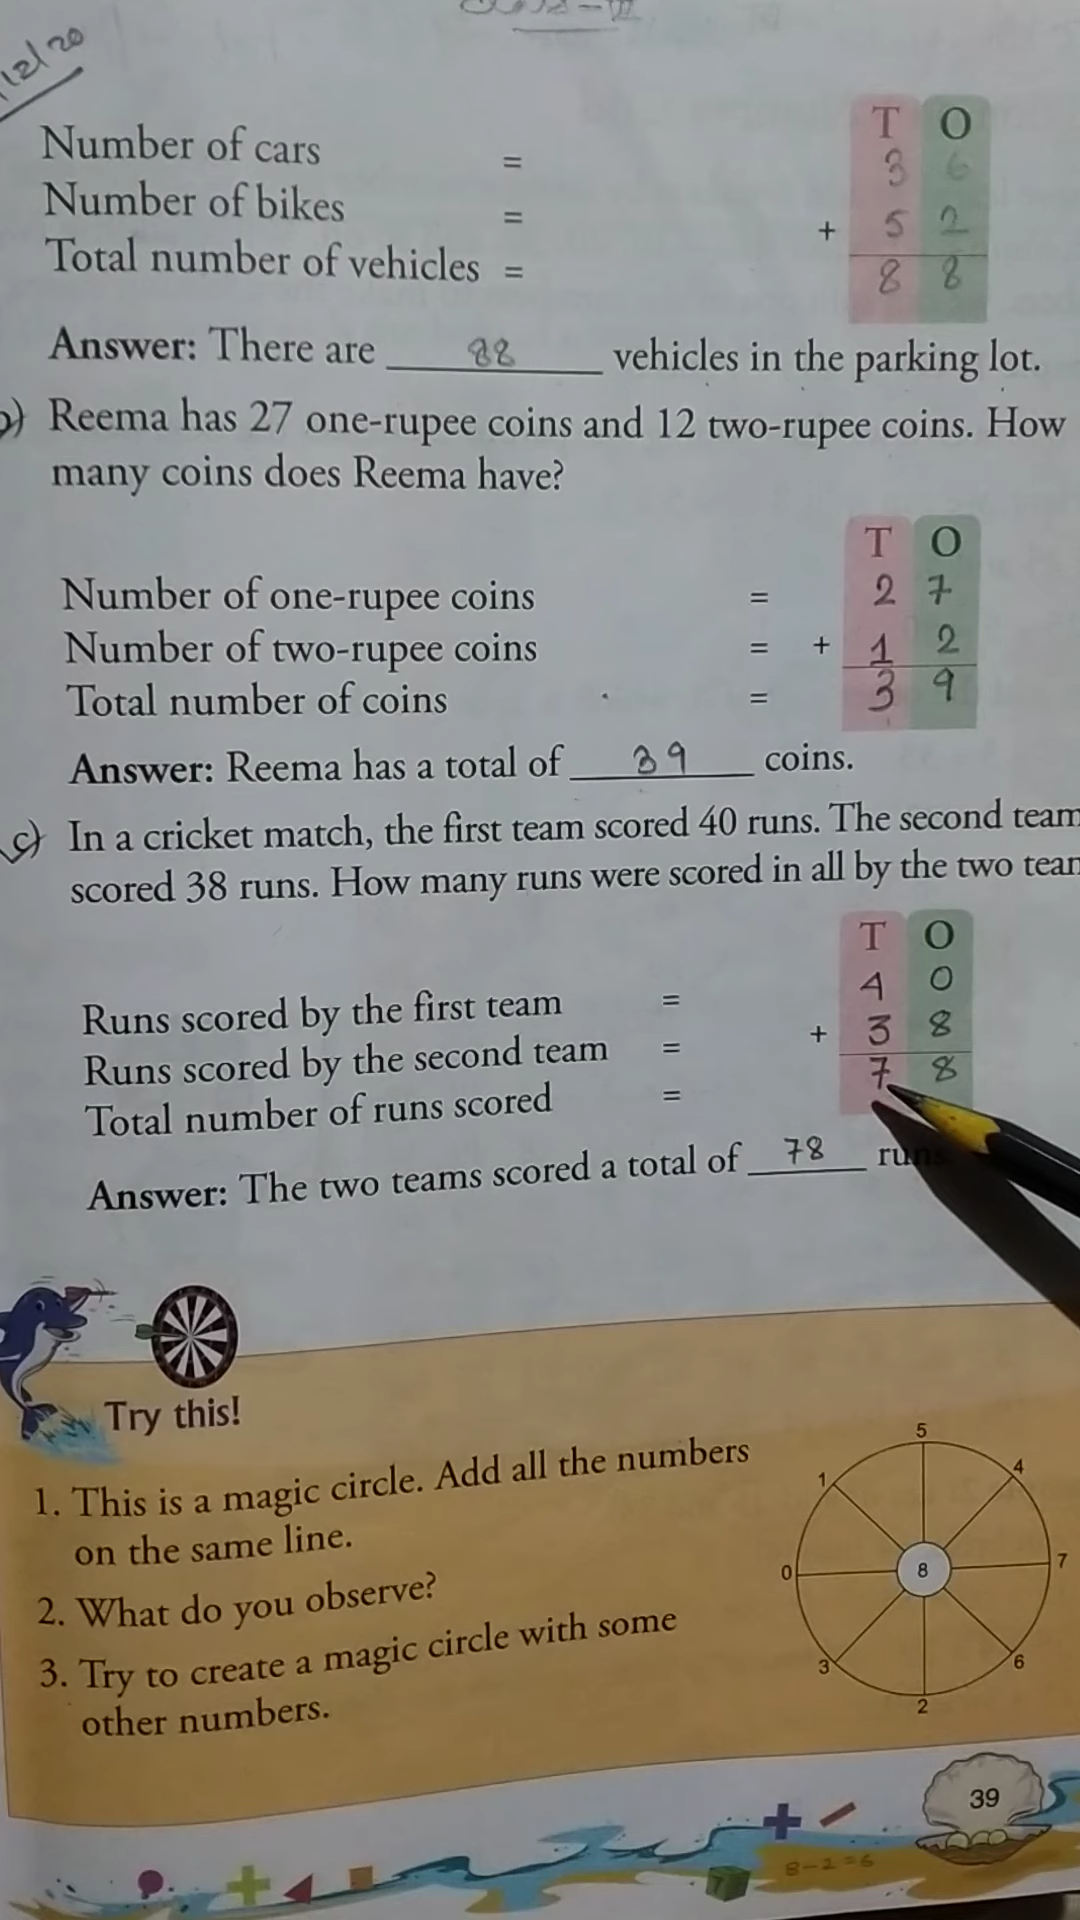 12/20
T O
Number of cars = 3 6
Number of bikes = + 5 2
Total number of vehicles = 8 8
Answer: There are 88 vehicles in the parking lot.
b) Reema has 27 one-rupee coins and 12 two-rupee coins. How
many coins does Reema have?
T O
Number of one-rupee coins = 2 7
Number of two-rupee coins = + 1 2
Total number of coins = 3 9
Answer: Reema has a total of 39 coins.
c) In a cricket match, the first team scored 40 runs. The second team
scored 38 runs. How many runs were scored in all by the two team
T O
Runs scored by the first team = 4 0
Runs scored by the second team = + 3 8
Total number of runs scored = 7 8
Answer: The two teams scored a total of 78 runs
Try this!
1. This is a magic circle. Add all the numbers
on the same line.
2. What do you observe?
3. Try to create a magic circle with some
other numbers.
5
1 4
0 8 7
3 6
2
39
8-2=6